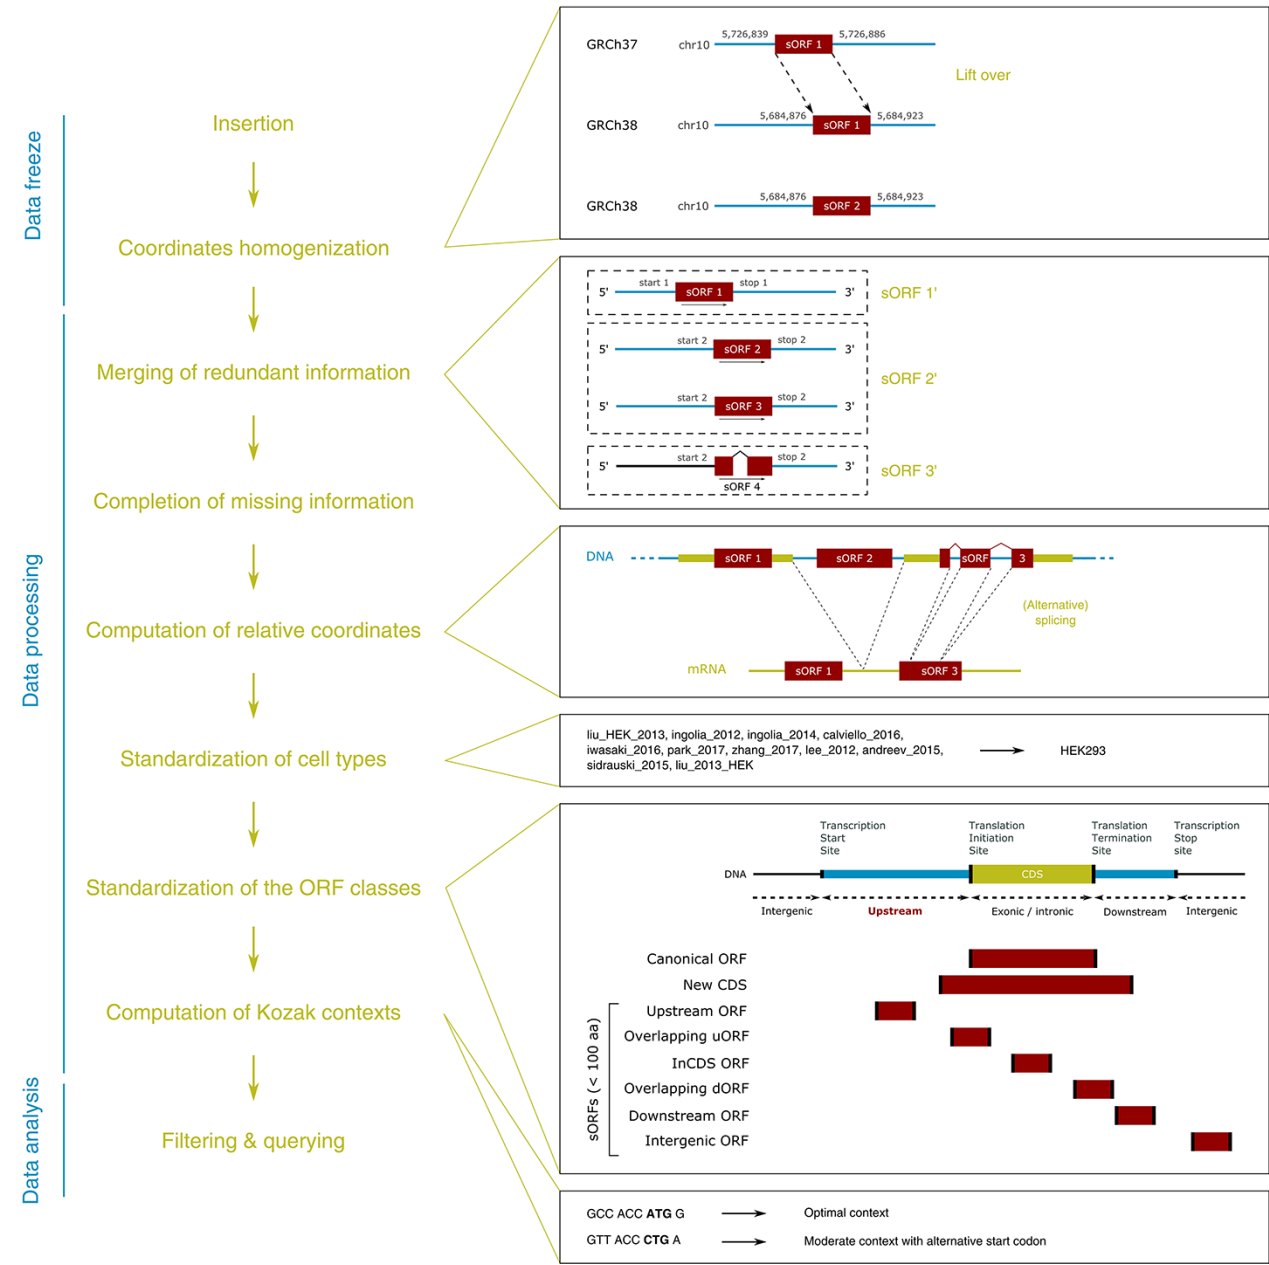 Data freeze
Data processing
Data analysis
Insertion
Coordinates homogenization
Merging of redundant information
Completion of missing information
Computation of relative coordinates
Standardization of cell types
Standardization of the ORF classes
Computation of Kozak contexts
Filtering & querying
GRCh37 chr10 5,726,839 sORF 1 5,726,886
Lift over
GRCh38 chr10 5,684,876 sORF 1 5,684,923
GRCh38 chr10 5,684,876 sORF 2 5,684,923
5' start 1 sORF 1 stop 1 3' sORF 1'
5' start 2 sORF 2 stop 2 3'
sORF 2'
5' start 2 sORF 3 stop 2 3'
5' start 2 stop 2 3' sORF 3'
sORF 4
DNA sORF 1 sORF 2 sORF 3
(Alternative)
splicing
mRNA sORF 1 sORF 3
liu_HEK_2013, ingolia_2012, ingolia_2014, calviello_2016,
iwasaki_2016, park_2017, zhang_2017, lee_2012, andreev_2015,
sidrauski_2015, liu_2013_HEK
HEK293
Transcription
Start
Site
Translation
Initiation
Site
Translation
Termination
Site
Transcription
Stop
site
DNA CDS
Intergenic Upstream Exonic / intronic Downstream Intergenic
Canonical ORF
New CDS
sORFs (< 100 aa)
Upstream ORF
Overlapping uORF
InCDS ORF
Overlapping dORF
Downstream ORF
Intergenic ORF
GCC ACC ATG G Optimal context
GTT ACC CTG A Moderate context with alternative start codon